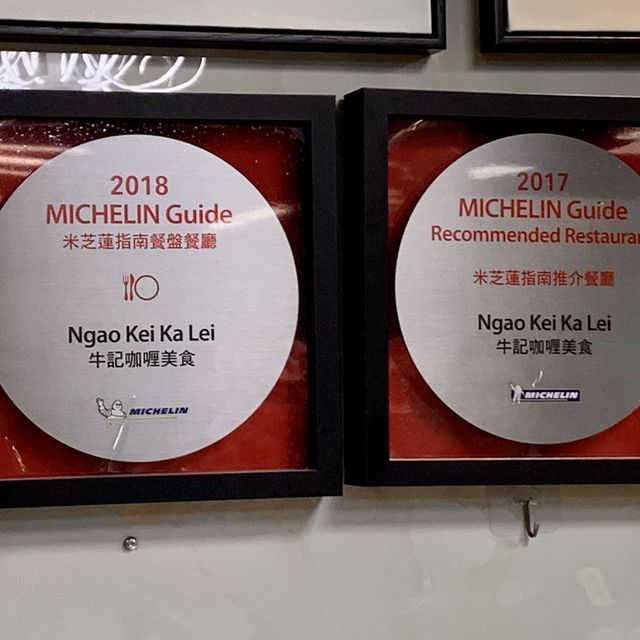 2018
MICHELIN Guide
米芝蓮指南餐盤餐廳
Ngao Kei Ka Lei
牛記咖喱美食
MICHELIN
2017
MICHELIN Guide
Recommended Restauran
米芝蓮指南推介餐廳
Ngao Kei Ka Lei
牛記咖喱美食
MICHELIN